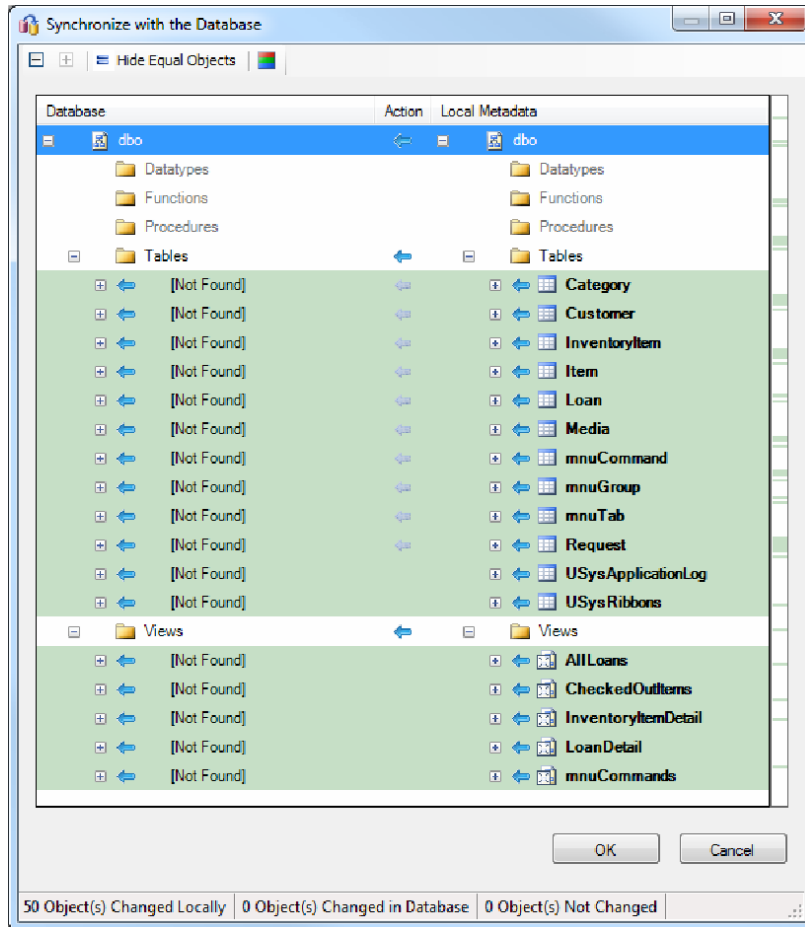 Synchronize with the Database
Hide Equal Objects
Database Action Local Metadata
dbo dbo
Datatypes Datatypes
Functions Functions
Procedures Procedures
Tables Tables
[Not Found] Category
[Not Found] Customer
[Not Found] InventoryItem
[Not Found] Item
[Not Found] Loan
[Not Found] Media
[Not Found] mnuCommand
[Not Found] mnuGroup
[Not Found] mnuTab
[Not Found] Request
[Not Found] USysApplicationLog
[Not Found] USysRibbons
Views Views
[Not Found] AllLoans
[Not Found] CheckedOutItems
[Not Found] InventoryItemDetail
[Not Found] LoanDetail
[Not Found] mnuCommands
OK Cancel
50 Object(s) Changed Locally 0 Object(s) Changed in Database 0 Object(s) Not Changed